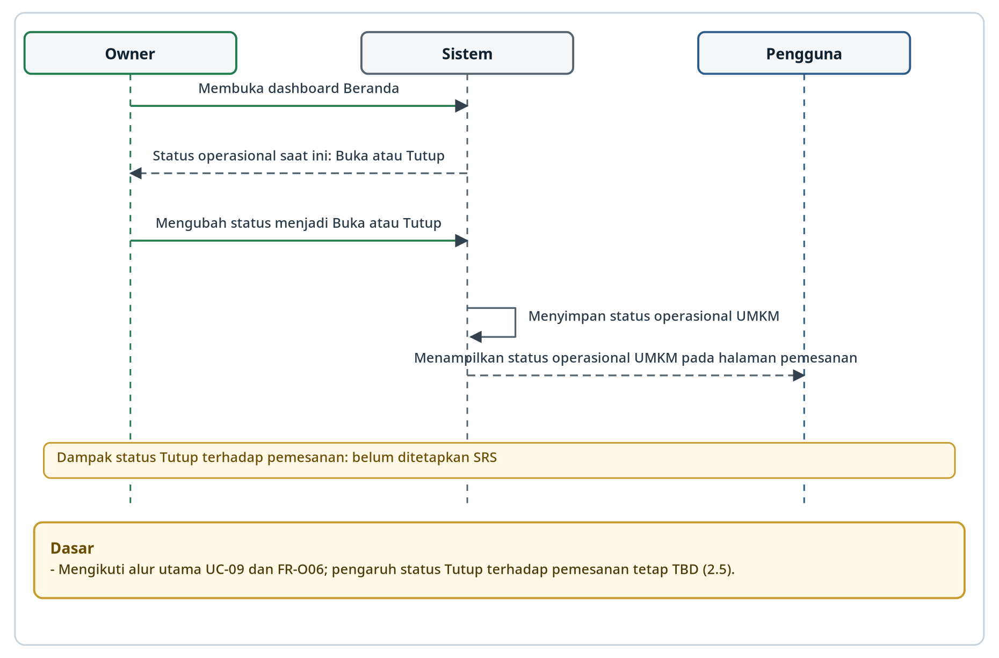 Owner
Sistem
Pengguna
Membuka dashboard Beranda
Status operasional saat ini: Buka atau Tutup
Mengubah status menjadi Buka atau Tutup
Menyimpan status operasional UMKM
Menampilkan status operasional UMKM pada halaman pemesanan
Dampak status Tutup terhadap pemesanan: belum ditetapkan SRS
Dasar
- Mengikuti alur utama UC-09 dan FR-O06; pengaruh status Tutup terhadap pemesanan tetap TBD (2.5).